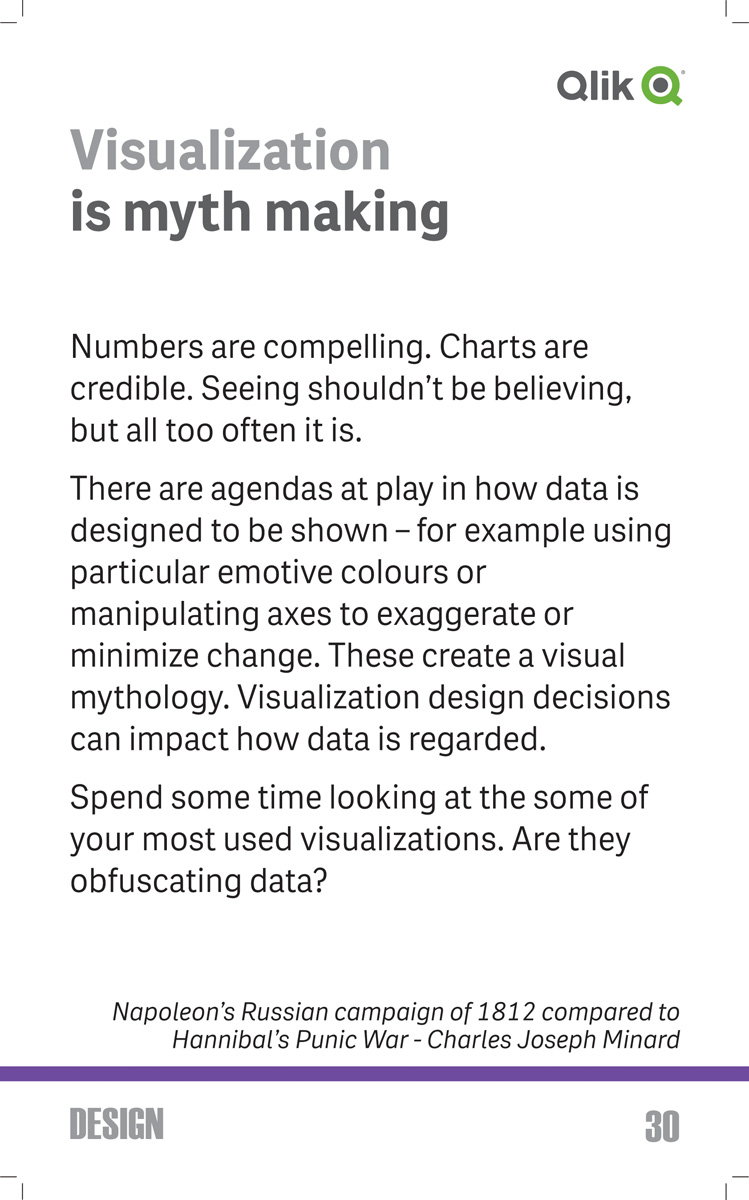 Qlik
Visualization
is myth making
Numbers are compelling. Charts are
credible. Seeing shouldn’t be believing,
but all too often it is.
There are agendas at play in how data is
designed to be shown – for example using
particular emotive colours or
manipulating axes to exaggerate or
minimize change. These create a visual
mythology. Visualization design decisions
can impact how data is regarded.
Spend some time looking at the some of
your most used visualizations. Are they
obfuscating data?
Napoleon’s Russian campaign of 1812 compared to
Hannibal’s Punic War - Charles Joseph Minard
DESIGN
30